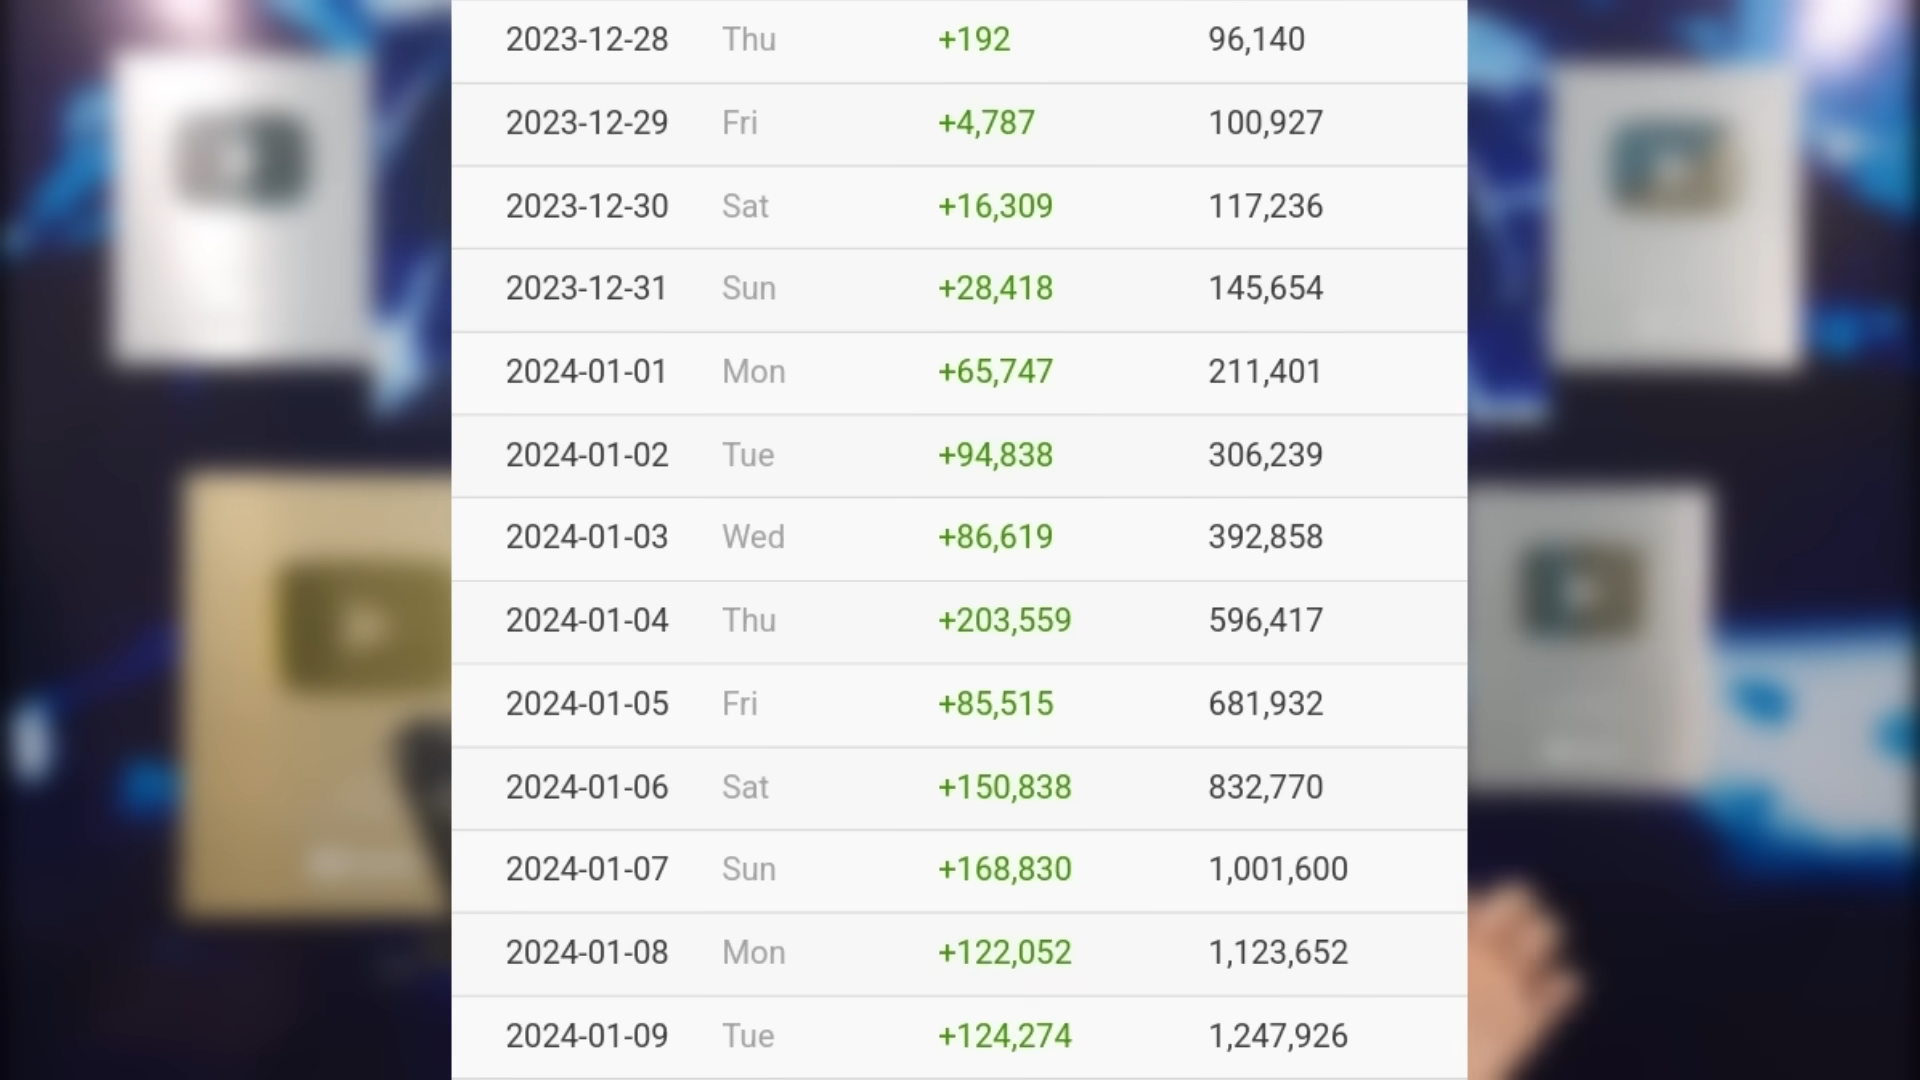 2023-12-28 Thu +192 96,140
2023-12-29 Fri +4,787 100,927
2023-12-30 Sat +16,309 117,236
2023-12-31 Sun +28,418 145,654
2024-01-01 Mon +65,747 211,401
2024-01-02 Tue +94,838 306,239
2024-01-03 Wed +86,619 392,858
2024-01-04 Thu +203,559 596,417
2024-01-05 Fri +85,515 681,932
2024-01-06 Sat +150,838 832,770
2024-01-07 Sun +168,830 1,001,600
2024-01-08 Mon +122,052 1,123,652
2024-01-09 Tue +124,274 1,247,926